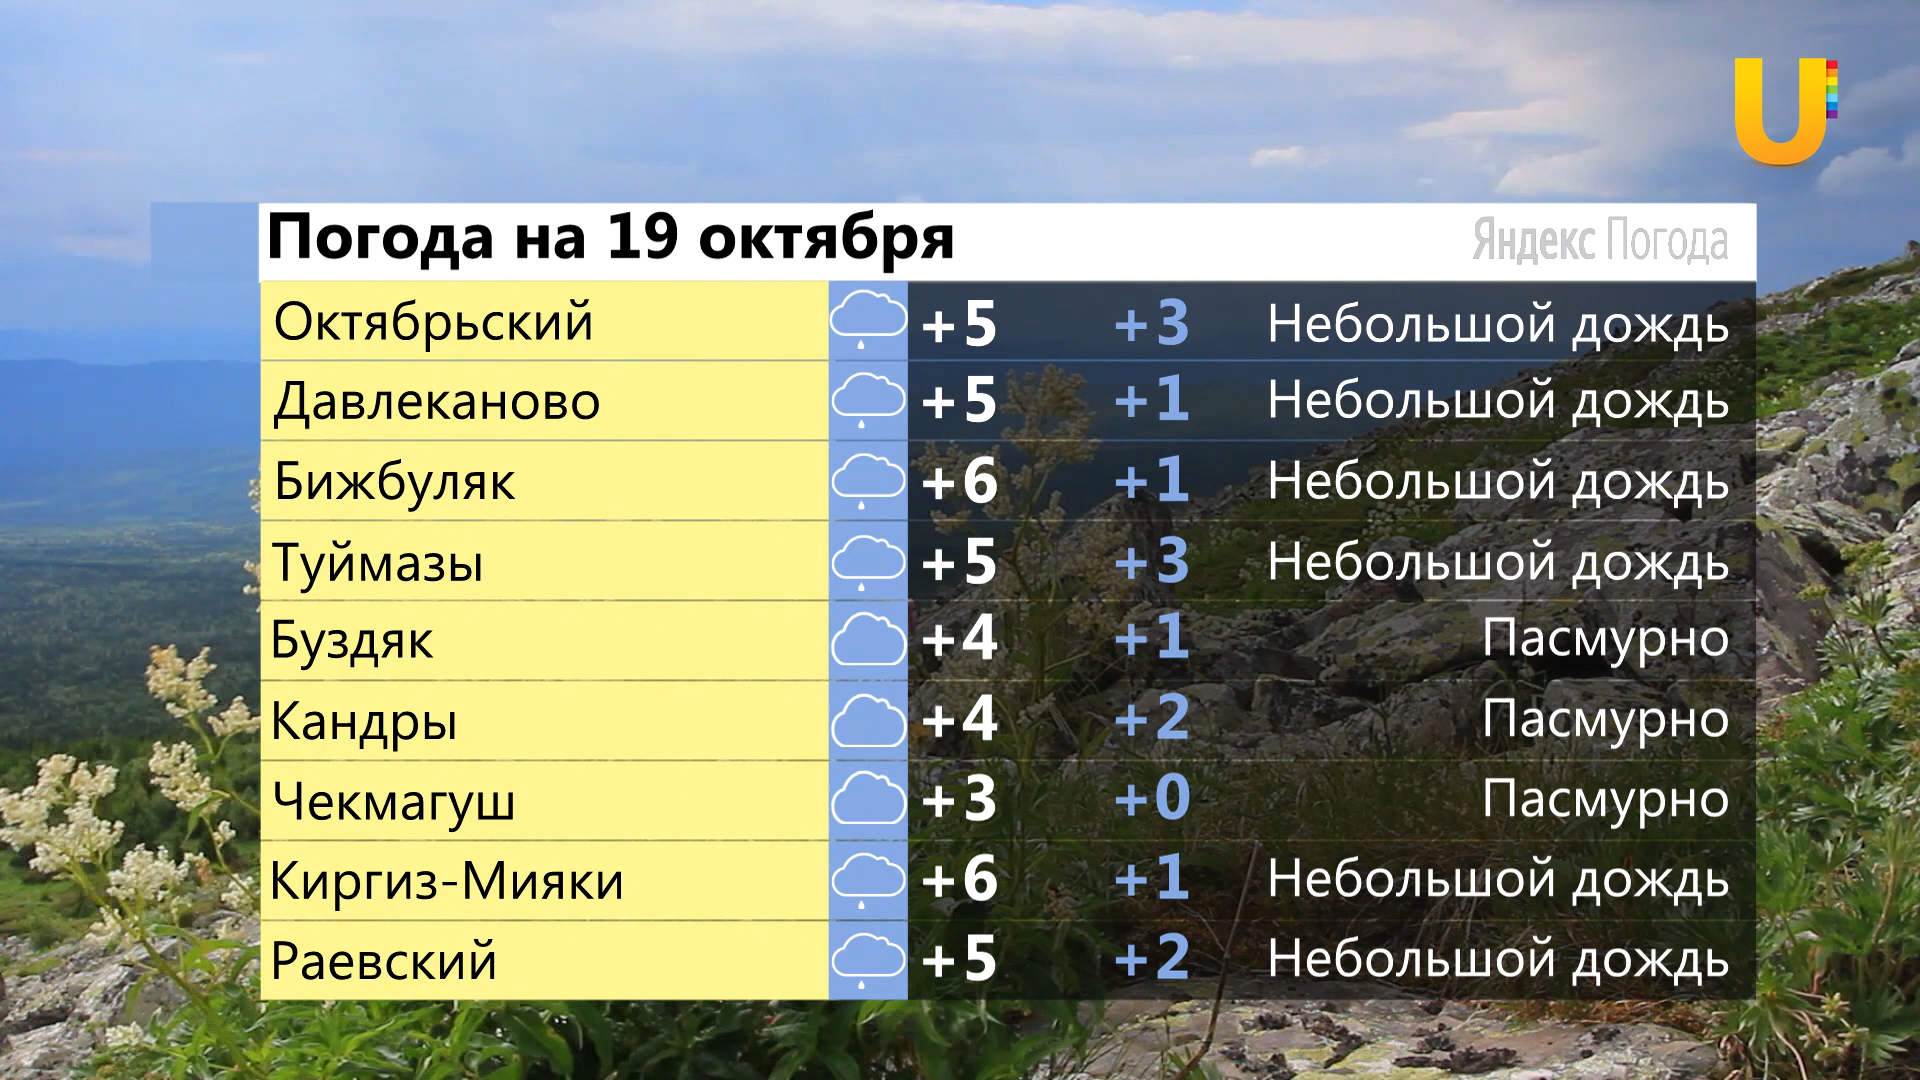 U
Погода на 19 октября Яндекс Погода
Октябрьский +5 +3 Небольшой дождь
Давлеканово +5 +1 Небольшой дождь
Бижбуляк +6 +1 Небольшой дождь
Туймазы +5 +3 Небольшой дождь
Буздяк +4 +1 Пасмурно
Кандры +4 +2 Пасмурно
Чекмагуш +3 +0 Пасмурно
Киргиз-Мияки +6 +1 Небольшой дождь
Раевский +5 +2 Небольшой дождь